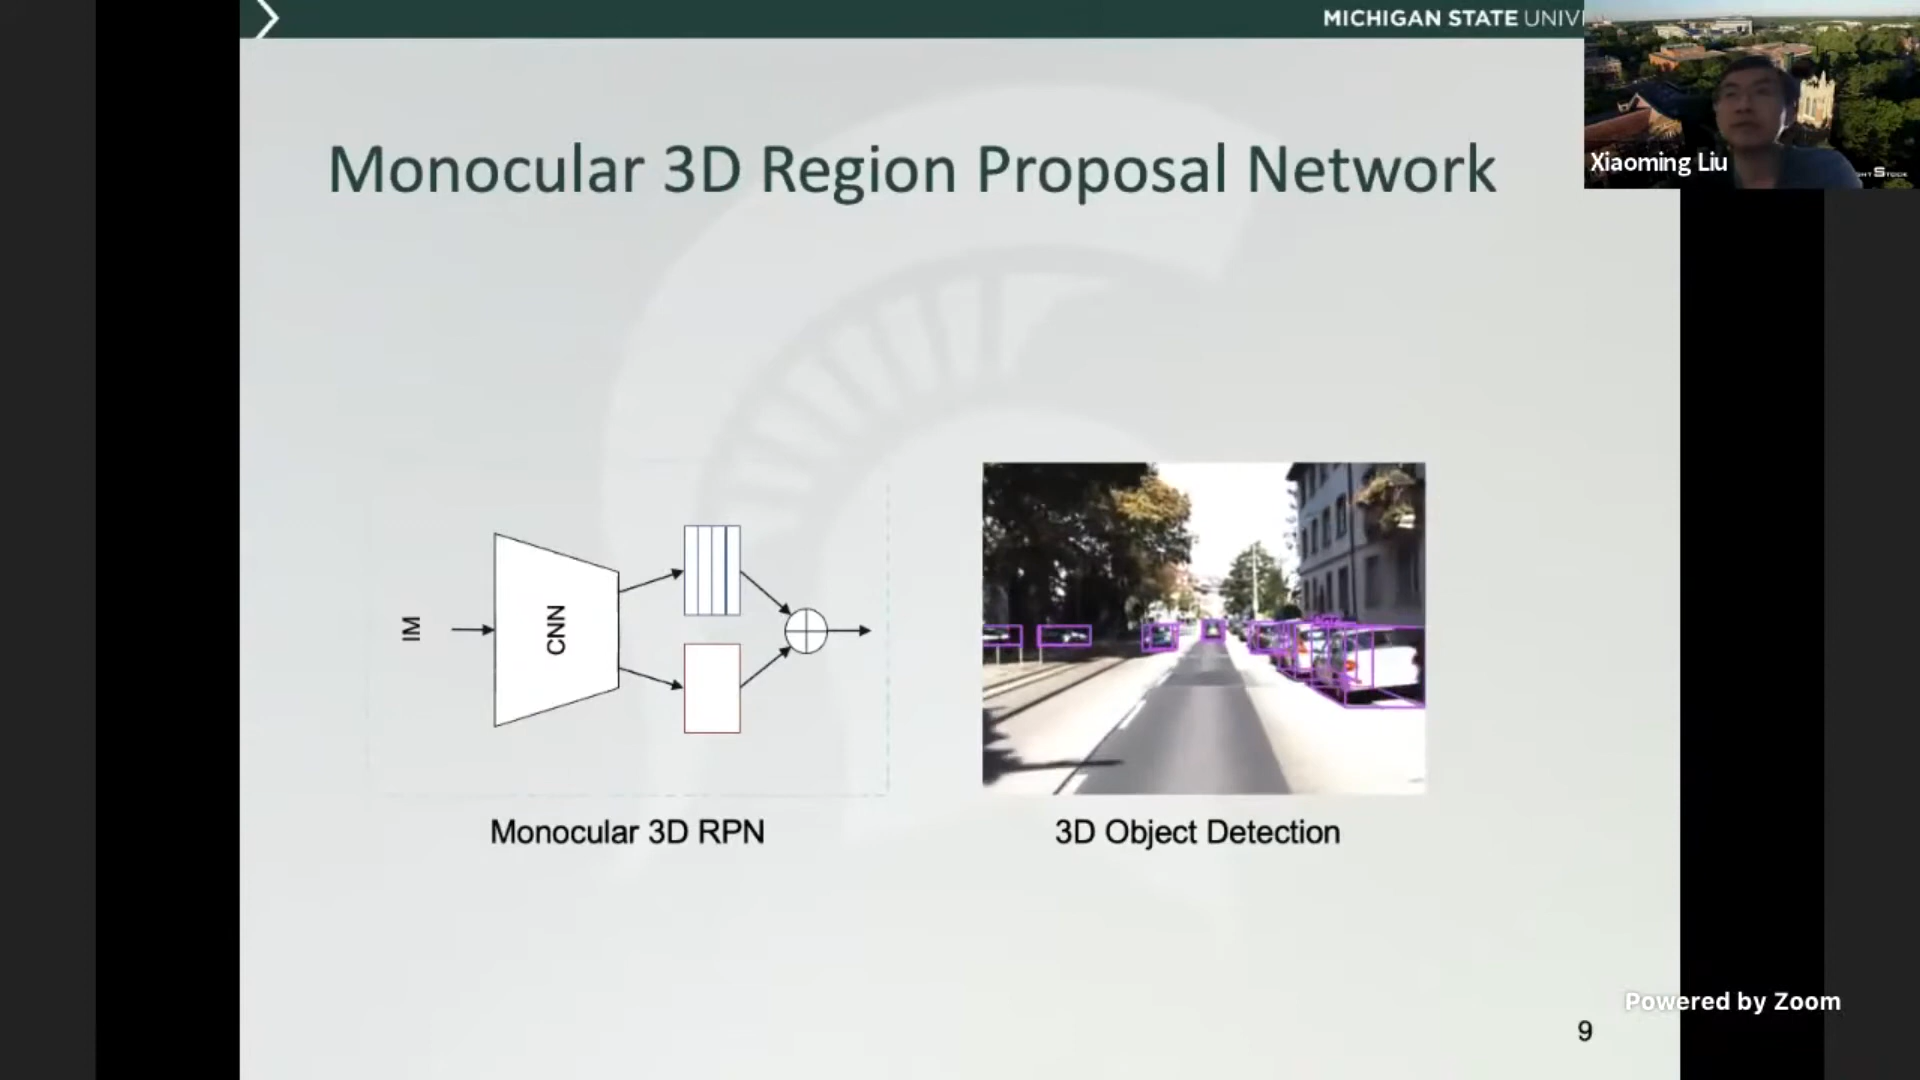 MICHIGAN STATE UNIV
Xiaoming Liu
Monocular 3D Region Proposal Network
IM
CNN
Monocular 3D RPN
3D Object Detection
Powered by Zoom
9